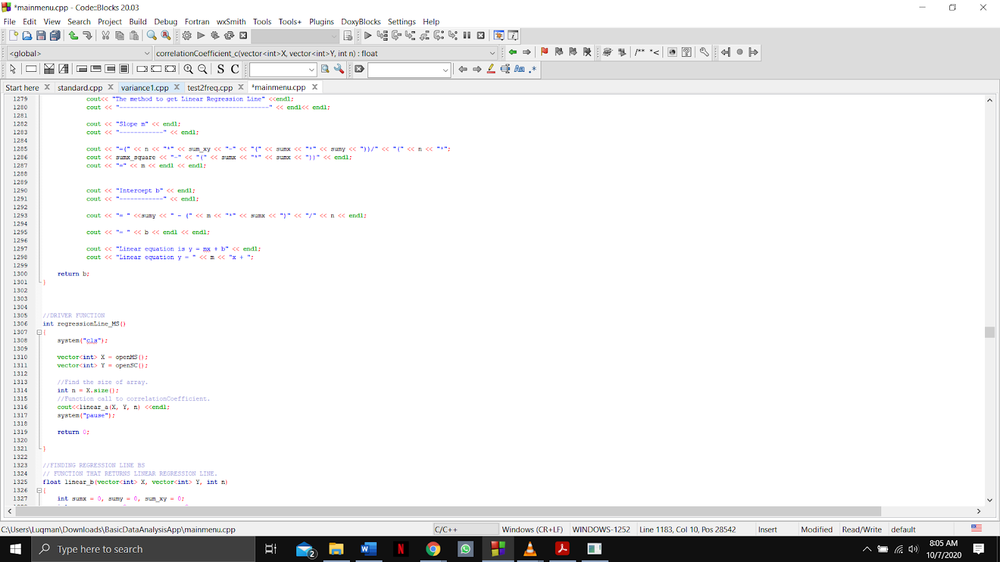 *mainmenu.cpp - Code::Blocks 20.03
File Edit View Search Project Build Debug Fortran wxSmith Tools Tools+ Plugins DoxyBlocks Settings Help
<global> correlationCoefficient_c(vector<int>X, vector<int>Y, int n) : float /** *<
S C Aa .*
Start here X standard.cpp X variance1.cpp X test2freq.cpp X *mainmenu.cpp X
1279 cout<< "The method to get Linear Regression Line" <<endl;
1280 cout << "-----------------------------------------" << endl<< endl;
1281
1282 cout << "Slope m" << endl;
1283 cout << "------------" << endl;
1284
1285 cout << "=(" << n << "*" << sum_xy << "-" << "(" << sumx << "*" << sumy << "))/" << "(" << n << "*";
1286 cout << sumx_square << "-" << "(" << sumx << "*" << sumx << "))" << endl;
1287 cout << "=" << m << endl << endl;
1288
1289
1290 cout << "Intercept b" << endl;
1291 cout << "------------" << endl;
1292
1293 cout << "= " <<sumy << " - (" << m << "*" << sumx << ")" << "/" << n << endl;
1294
1295 cout << "= " << b << endl << endl;
1296
1297 cout << "Linear equation is y = mx + b" << endl;
1298 cout << "Linear equation y = " << m << "x + ";
1299
1300 return b;
1301 }
1302
1303
1304
1305 //DRIVER FUNCTION
1306 int regressionLine_MS()
1307 {
1308 system("cls");
1309
1310 vector<int> X = openMS();
1311 vector<int> Y = openSC();
1312
1313 //Find the size of array.
1314 int n = X.size();
1315 //Function call to correlationCoefficient.
1316 cout<<linear_a(X, Y, n) <<endl;
1317 system("pause");
1318
1319 return 0;
1320
1321 }
1322
1323 //FINDING REGRESSION LINE BS
1324 // FUNCTION THAT RETURNS LINEAR REGRESSION LINE.
1325 float linear_b(vector<int> X, vector<int> Y, int n)
1326 {
1327 int sumx = 0, sumy = 0, sum_xy = 0;
C:\Users\Luqman\Downloads\BasicDataAnalysisApp\mainmenu.cpp C/C++ Windows (CR+LF) WINDOWS-1252 Line 1183, Col 10, Pos 28542 Insert Modified Read/Write default
Type here to search 2 W N 8:05 AM
10/7/2020